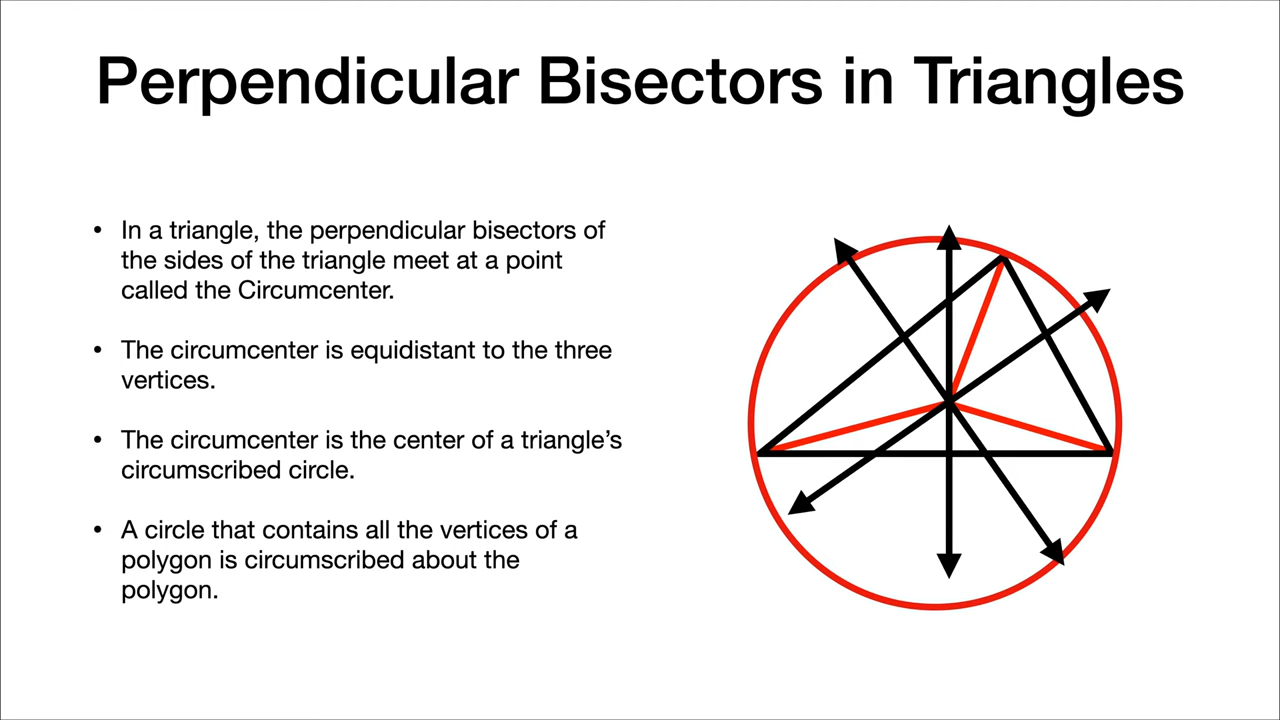 Perpendicular Bisectors in Triangles
• In a triangle, the perpendicular bisectors of
the sides of the triangle meet at a point
called the Circumcenter.
• The circumcenter is equidistant to the three
vertices.
• The circumcenter is the center of a triangle’s
circumscribed circle.
• A circle that contains all the vertices of a
polygon is circumscribed about the
polygon.